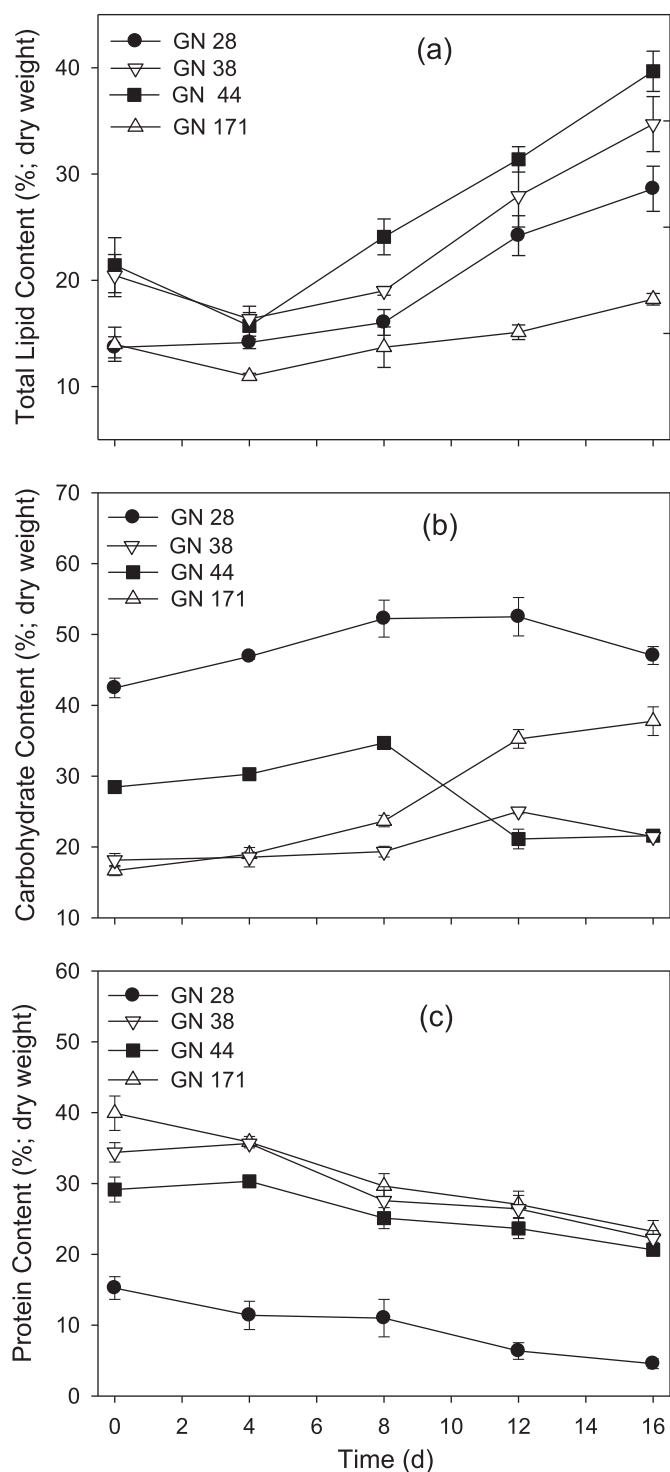 (a)
GN 28
GN 38
GN 44
GN 171
Total Lipid Content (%; dry weight)
40
30
20
10
(b)
GN 28
GN 38
GN 44
GN 171
Carbohydrate Content (%; dry weight)
70
60
50
40
30
20
10
(c)
GN 28
GN 38
GN 44
GN 171
Protein Content (%; dry weight)
60
50
40
30
20
10
0
0 2 4 6 8 10 12 14 16
Time (d)